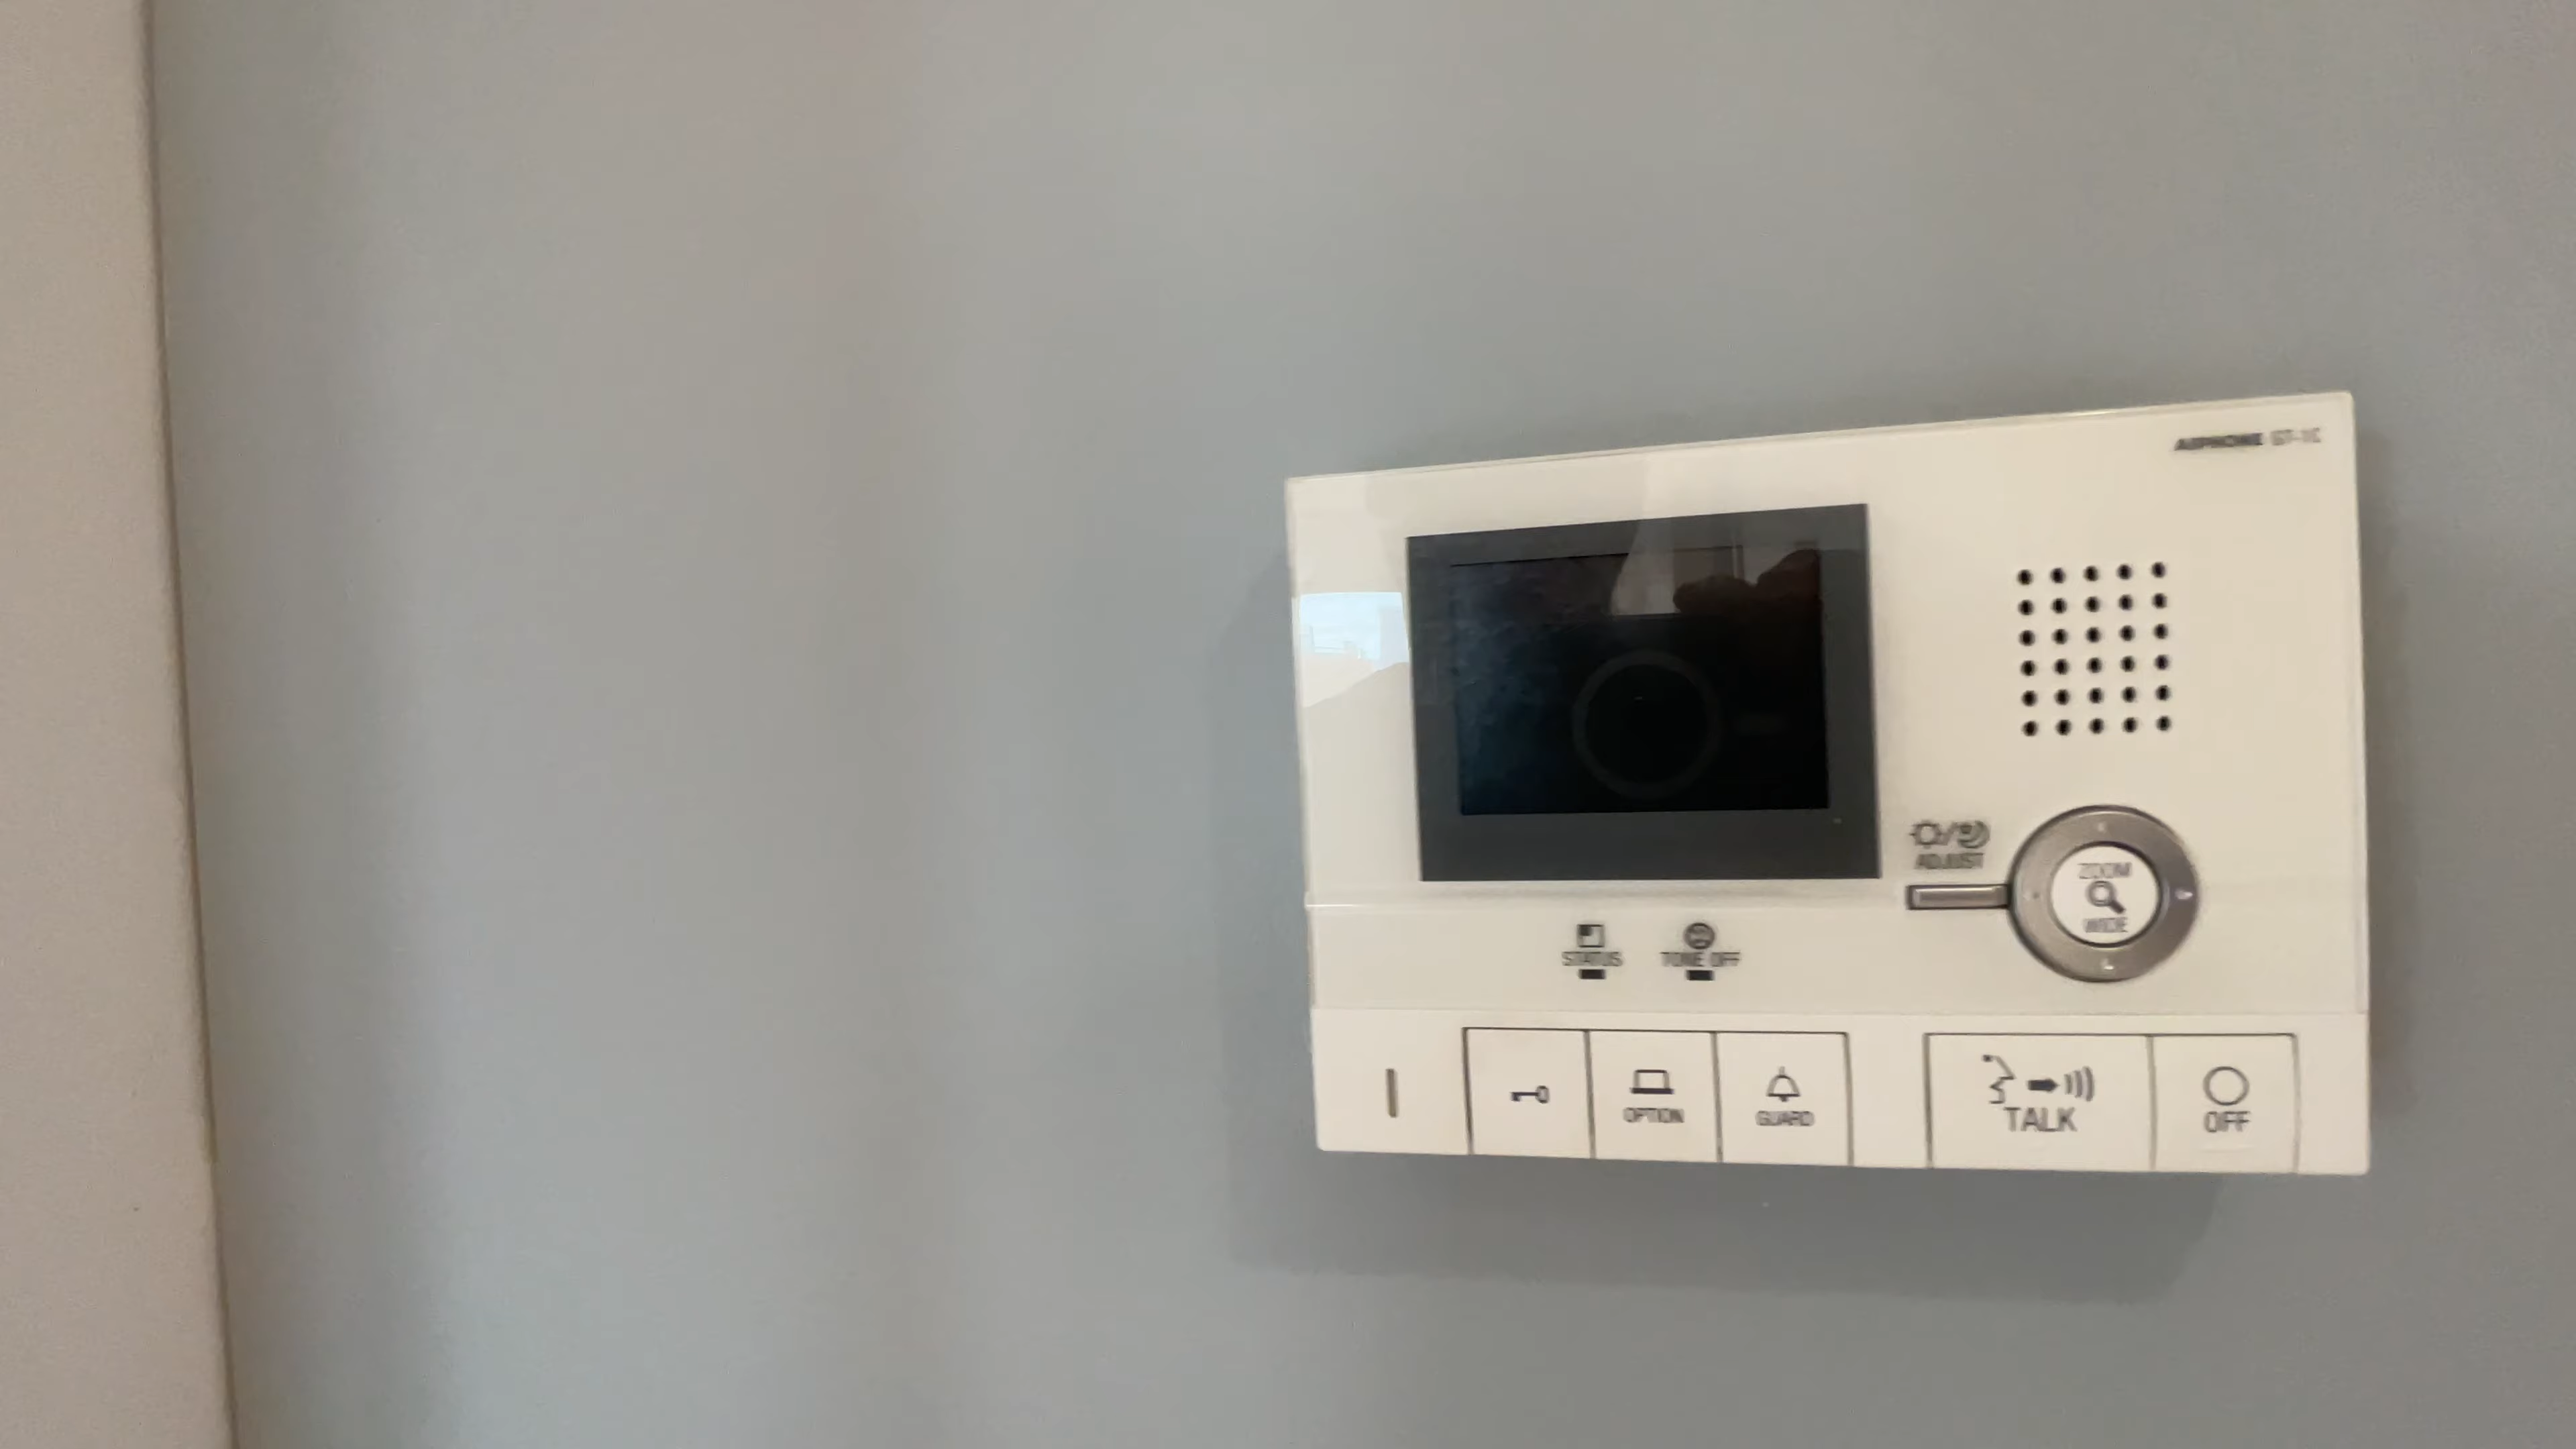 AIPHONE GT-1C
ADJUST
ZOOM
WIDE
STATUS
TONE OFF
OPTION
GUARD
TALK
OFF